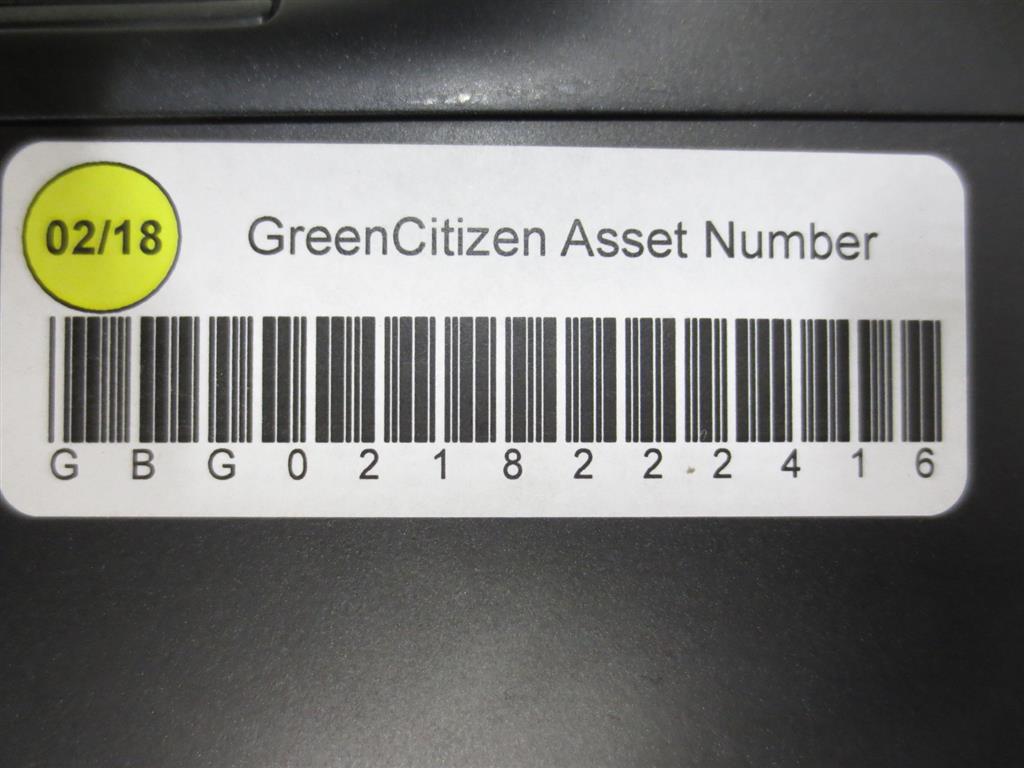 02/18
GreenCitizen Asset Number
G B G 0 2 1 8 2 2 2 4 1 6